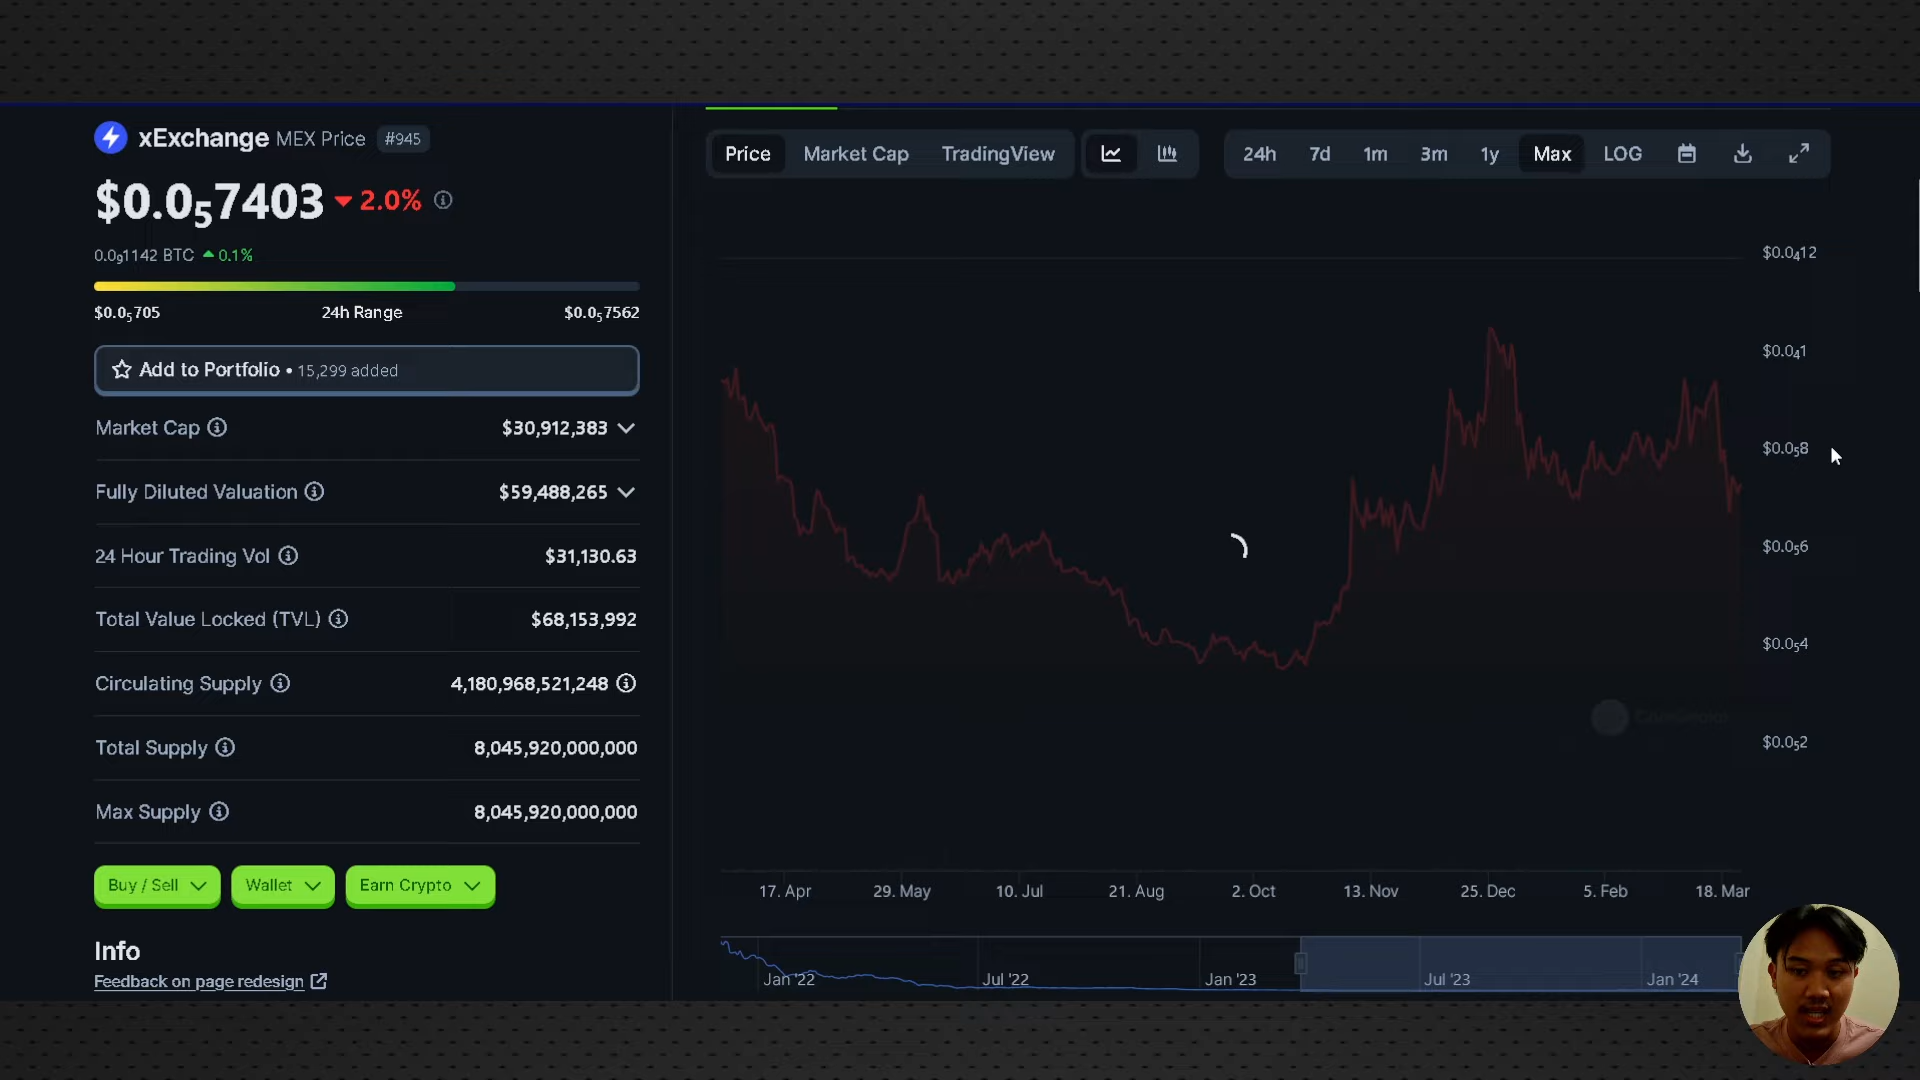 xExchange MEX Price #945
$0.0₅7403 2.0%
0.0₉1142 BTC 0.1%
$0.0₅705 24h Range $0.0₅7562
Add to Portfolio • 15,299 added
Market Cap $30,912,383
Fully Diluted Valuation $59,488,265
24 Hour Trading Vol $31,130.63
Total Value Locked (TVL) $68,153,992
Circulating Supply 4,180,968,521,248
Total Supply 8,045,920,000,000
Max Supply 8,045,920,000,000
Buy / Sell Wallet Earn Crypto
Info
Feedback on page redesign
Price Market Cap TradingView 24h 7d 1m 3m 1y Max LOG
$0.0₄12
$0.0₄1
$0.0₅8
$0.0₅6
$0.0₅4
$0.0₅2
17. Apr 29. May 10. Jul 21. Aug 2. Oct 13. Nov 25. Dec 5. Feb 18. Mar
Jan '22 Jul '22 Jan '23 Jul '23 Jan '24